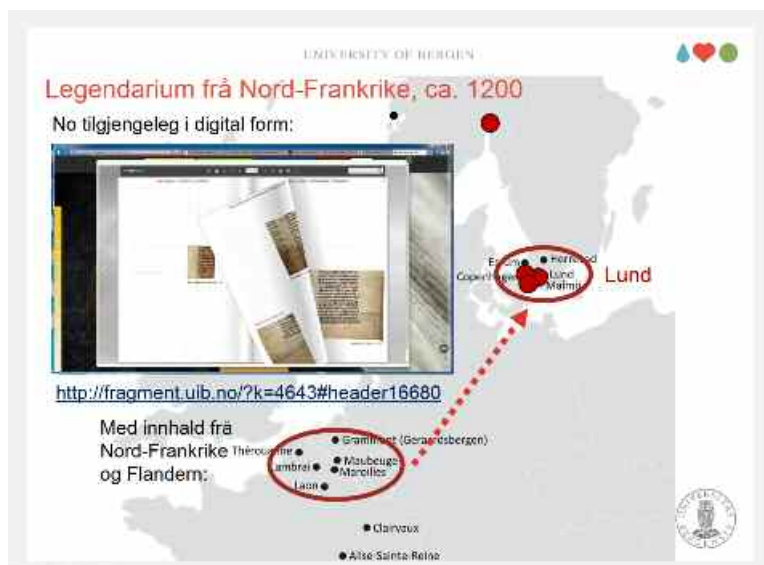 UNIVERSITY OF BERGEN
Legendarium frå Nord-Frankrike, ca. 1200
No tilgjengeleg i digital form:
Copenhagen
Lund
Malmö
Lund
http://fragment.uib.no/?k=4643#header16680
Med innhald frå
Nord-Frankrike
og Flandern:
Grammont (Geraardsbergen)
Thérouanne
Maubeuge
Cambrai
Maroilles
Laon
Clairvaux
Alise-Sainte-Reine